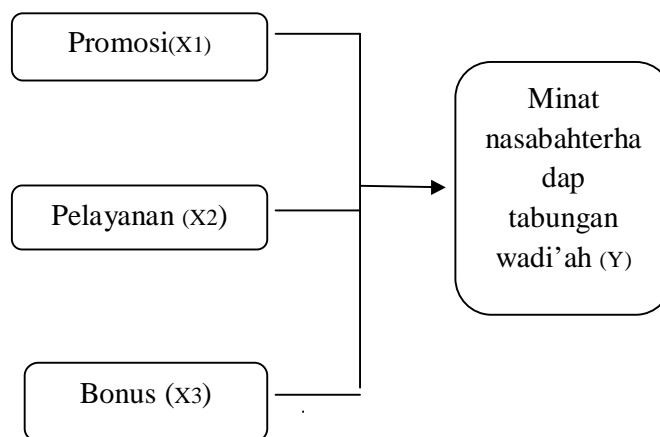 Promosi(X1)
Pelayanan (X2)
Bonus (X3)
Minat
nasabahterha
dap
tabungan
wadi’ah (Y)